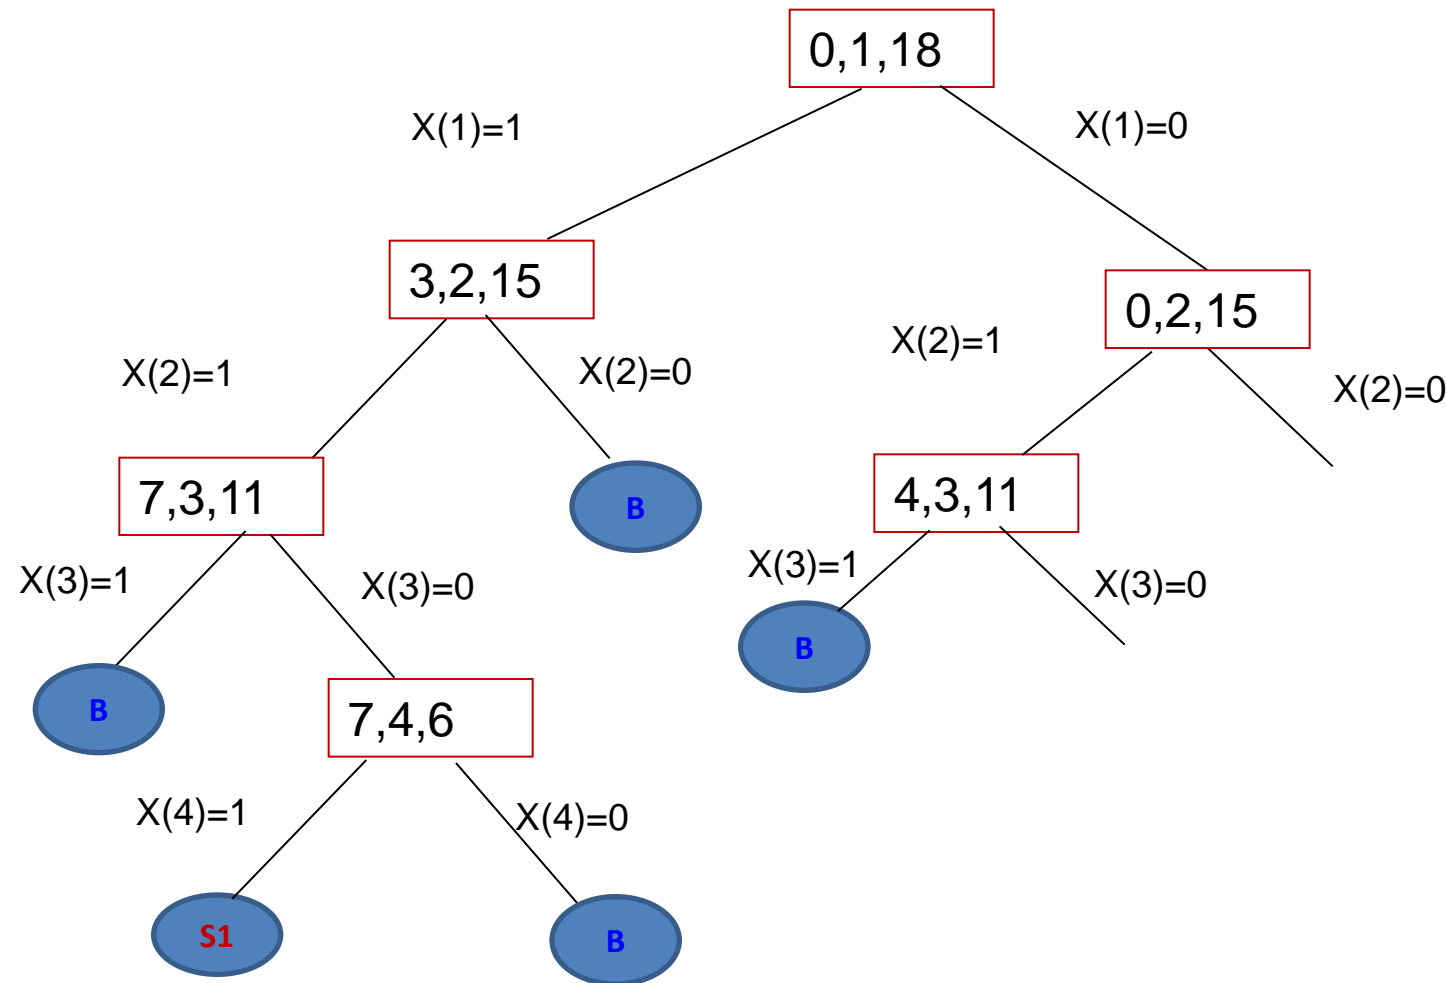 0,1,18
X(1)=1
X(1)=0
3,2,15
0,2,15
X(2)=1
X(2)=0
X(2)=1
X(2)=0
7,3,11
B
4,3,11
X(3)=1
X(3)=0
X(3)=1
X(3)=0
B
7,4,6
B
X(4)=1
X(4)=0
S1
B